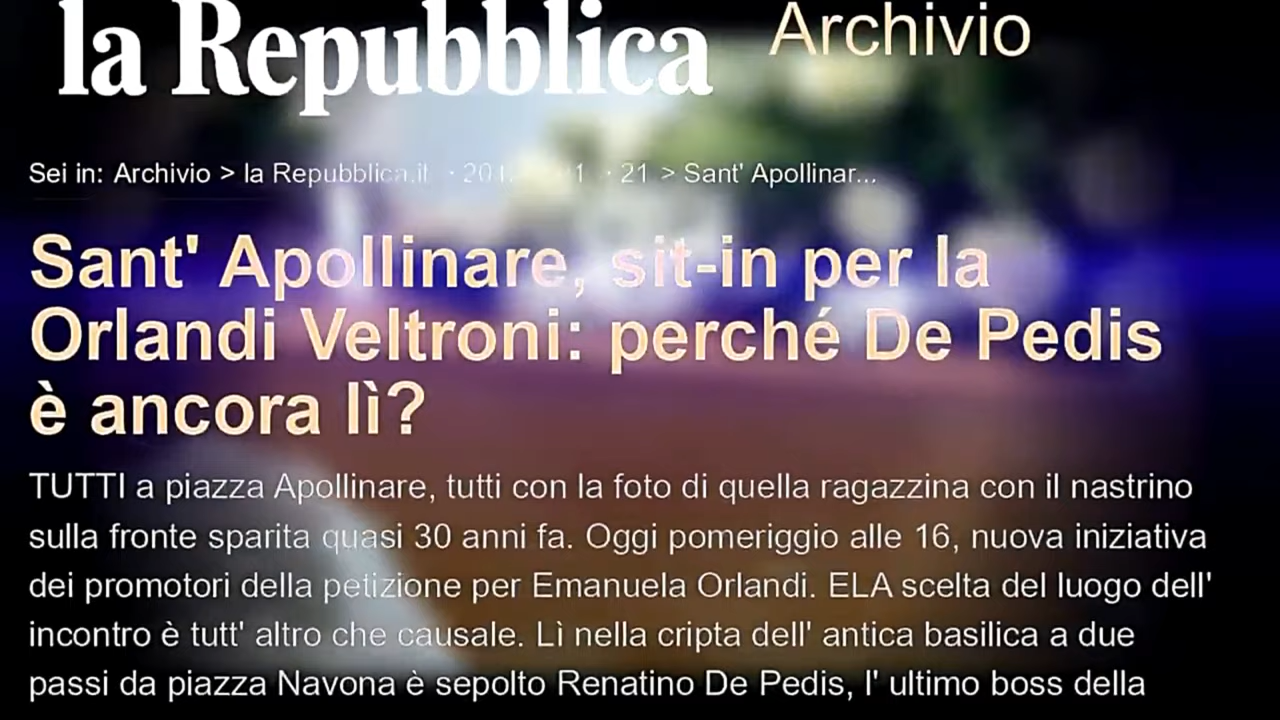 la Repubblica
Archivio
Sei in: Archivio > la Repubblica.it · 21 > Sant' Apollinar...
Sant' Apollinare, sit-in per la
Orlandi Veltroni: perché De Pedis
è ancora lì?
TUTTI a piazza Apollinare, tutti con la foto di quella ragazzina con il nastrino
sulla fronte sparita quasi 30 anni fa. Oggi pomeriggio alle 16, nuova iniziativa
dei promotori della petizione per Emanuela Orlandi. ELA scelta del luogo dell'
incontro è tutt' altro che causale. Lì nella cripta dell' antica basilica a due
passi da piazza Navona è sepolto Renatino De Pedis, l' ultimo boss della